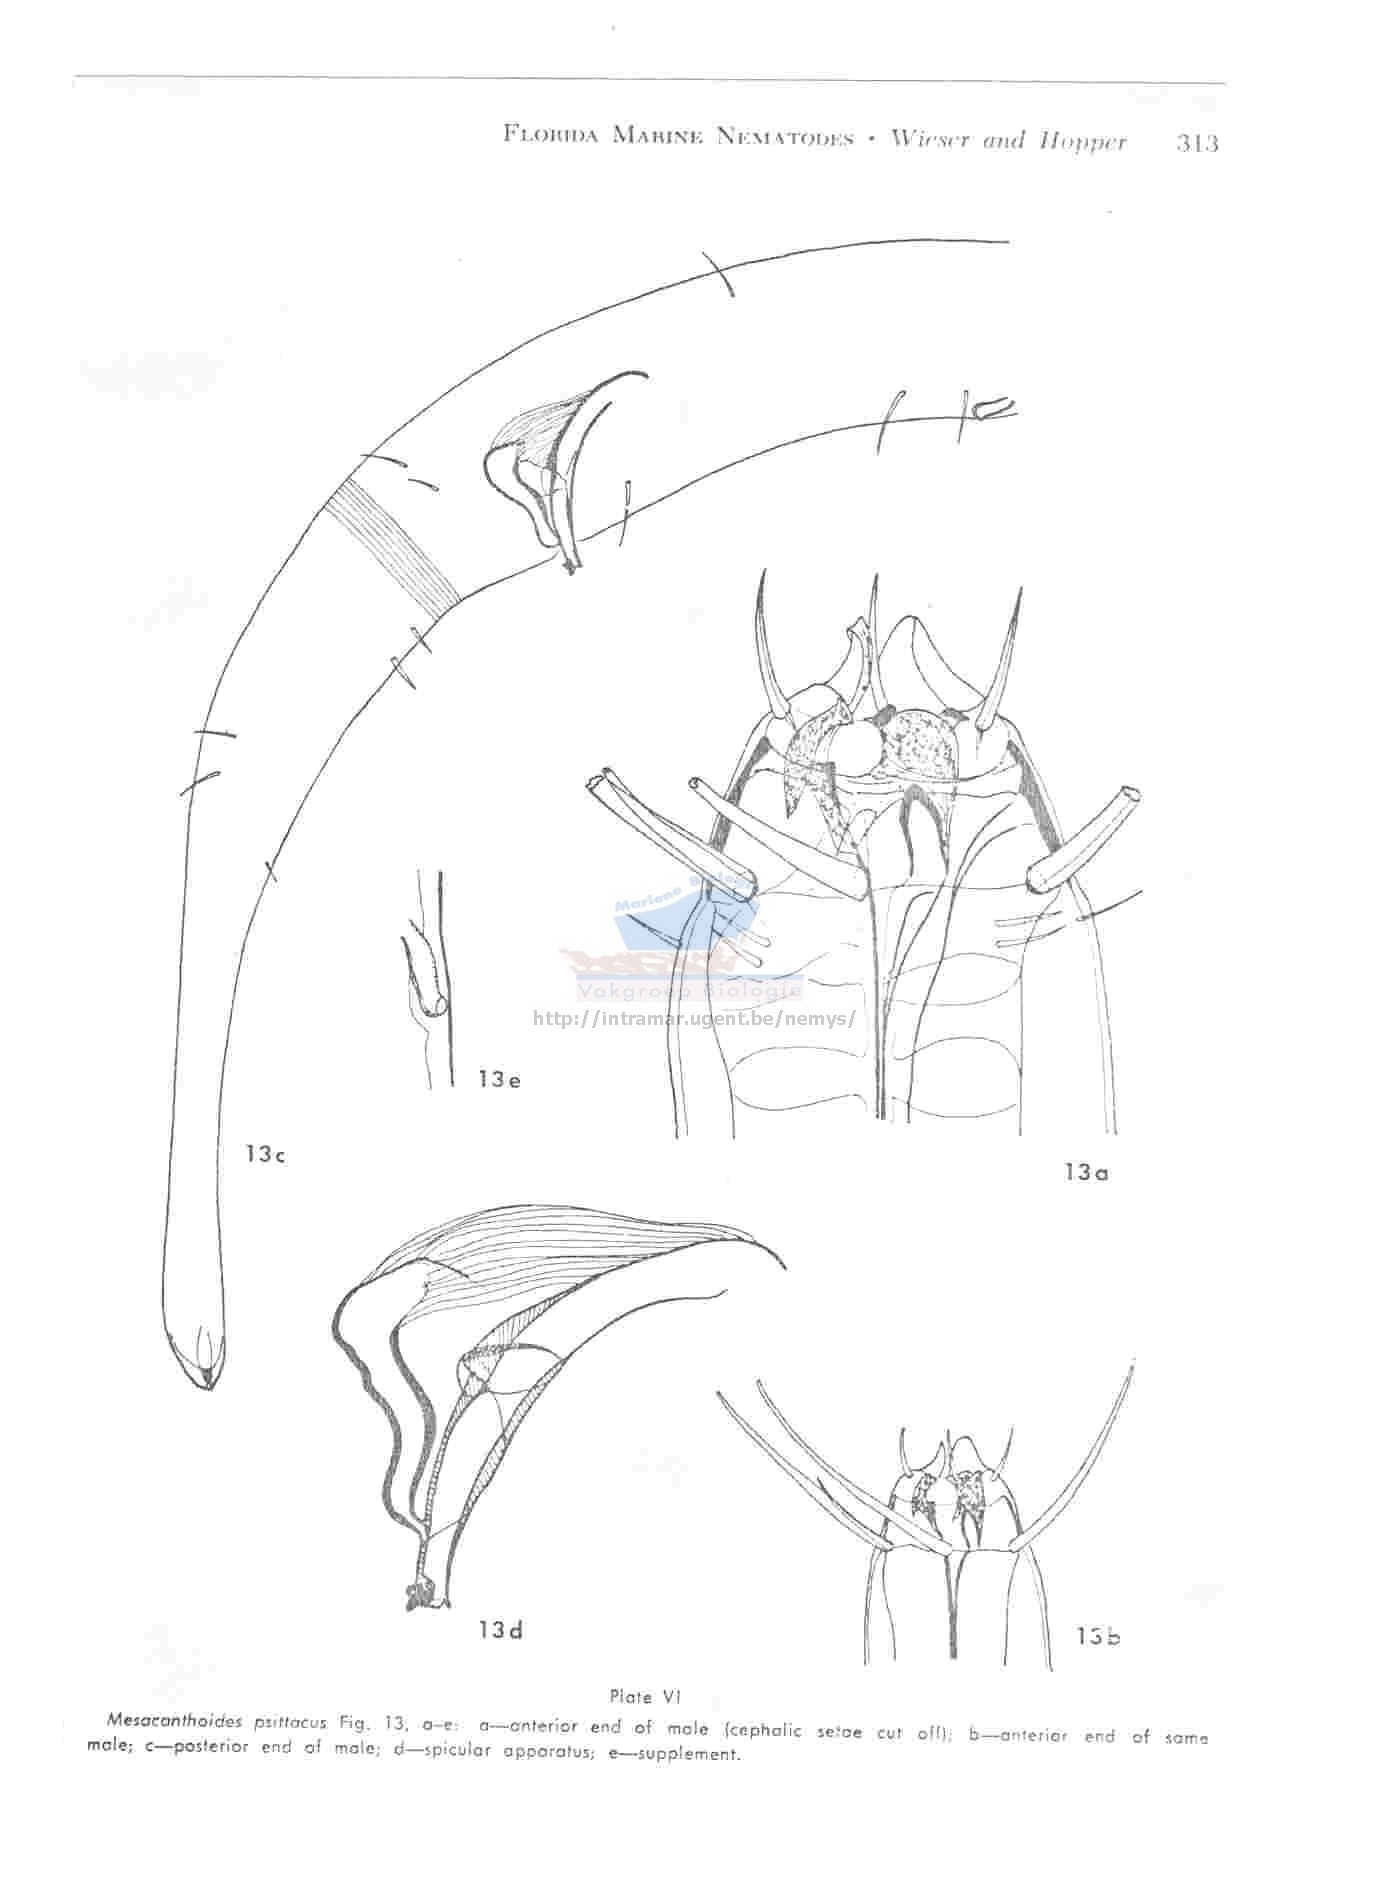 FLORIDA MARINE NEMATODES • Wieser and Hopper 313
Mariene Biologie
Vakgroep Biologie
http://intramar.ugent.be/nemys/
13e
13c
13a
13d
13b
Plate VI
Mesacanthoides psittacus Fig. 13, a–e: a—anterior end of male (cephalic setae cut off); b—anterior end of same
male; c—posterior end of male; d—spicular apparatus; e—supplement.